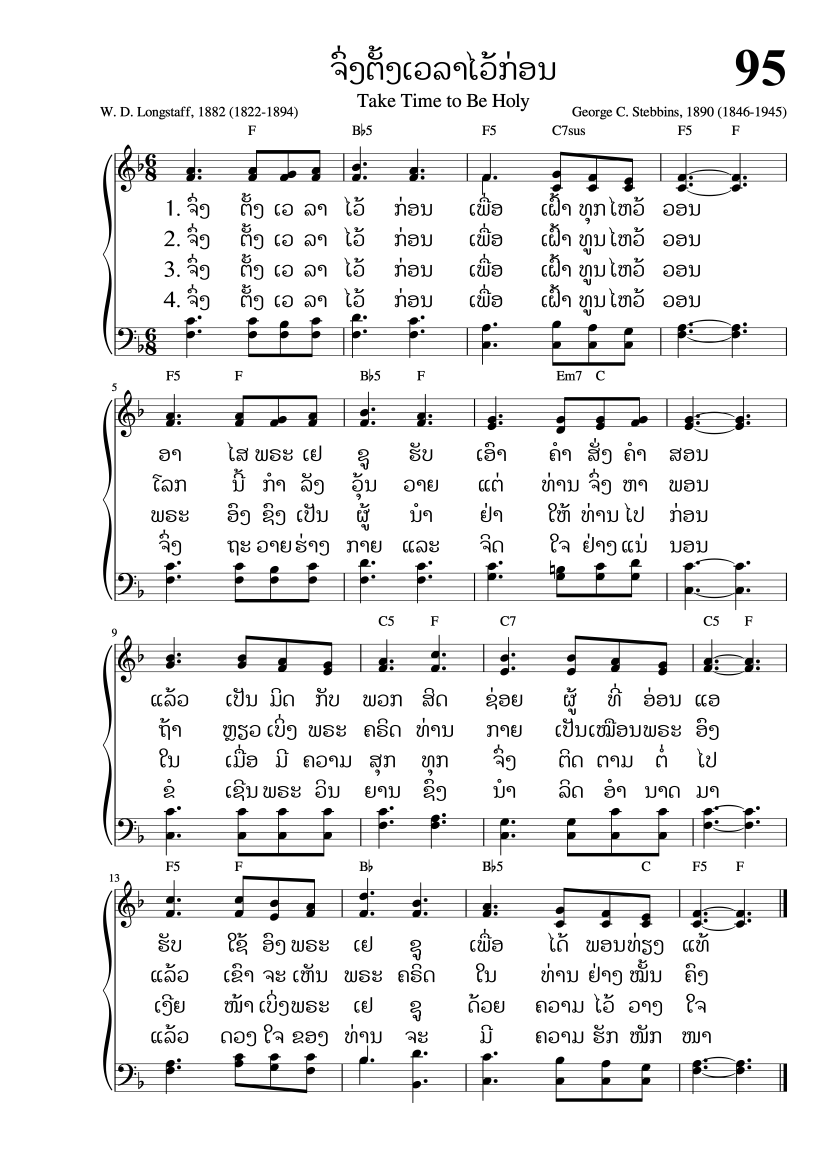 ຈົ່ງຕັ້ງເວລາໄວ້ກ່ອນ 95
Take Time to Be Holy
W. D. Longstaff, 1882 (1822-1894) George C. Stebbins, 1890 (1846-1945)
F B♭5 F5 C7sus F5 F
1. ຈົ່ງ ຕັ້ງ ເວ ລາ ໄວ້ ກ່ອນ ເພື່ອ ເຝົ້າ ທຸກ ໄຫວ້ ວອນ
2. ຈົ່ງ ຕັ້ງ ເວ ລາ ໄວ້ ກ່ອນ ເພື່ອ ເຝົ້າ ທູນ ໄຫວ້ ວອນ
3. ຈົ່ງ ຕັ້ງ ເວ ລາ ໄວ້ ກ່ອນ ເພື່ອ ເຝົ້າ ທູນ ໄຫວ້ ວອນ
4. ຈົ່ງ ຕັ້ງ ເວ ລາ ໄວ້ ກ່ອນ ເພື່ອ ເຝົ້າ ທູນ ໄຫວ້ ວອນ
F5 F B♭5 F Em7 C
5
ອາ ໄສ ພຣະ ເຢ ຊູ ຮັບ ເອົາ ຄຳ ສັ່ງ ຄຳ ສອນ
ໂລກ ນີ້ ກຳ ລັງ ວຸ້ນ ວາຍ ແຕ່ ທ່ານ ຈົ່ງ ຫາ ພອນ
ພຣະ ອົງ ຊົງ ເປັນ ຜູ້ ນຳ ຢ່າ ໃຫ້ ທ່ານ ໄປ ກ່ອນ
ຈົ່ງ ຖະ ວາຍ ຮ່າງ ກາຍ ແລະ ຈິດ ໃຈ ຢ່າງ ແນ່ ນອນ
C5 F C7 C5 F
9
ແລ້ວ ເປັນ ມິດ ກັບ ພວກ ສິດ ຊ່ອຍ ຜູ້ ທີ່ ອ່ອນ ແອ
ຖ້າ ຫຼຽວ ເບິ່ງ ພຣະ ຄຣິດ ທ່ານ ກາຍ ເປັນເໝືອນພຣະ ອົງ
ໃນ ເມື່ອ ມີ ຄວາມ ສຸກ ທຸກ ຈົ່ງ ຕິດ ຕາມ ຕໍ່ ໄປ
ຂໍ ເຊີນ ພຣະ ວິນ ຍານ ຊົງ ນຳ ລິດ ອຳ ນາດ ມາ
F5 F B♭ B♭5 C F5 F
13
ຮັບ ໃຊ້ ອົງ ພຣະ ເຢ ຊູ ເພື່ອ ໄດ້ ພອນທ່ຽງ ແທ້
ແລ້ວ ເຂົາ ຈະ ເຫັນ ພຣະ ຄຣິດ ໃນ ທ່ານ ຢ່າງ ໝັ້ນ ຄົງ
ເງີຍ ໜ້າ ເບິ່ງພຣະ ເຢ ຊູ ດ້ວຍ ຄວາມ ໄວ້ ວາງ ໃຈ
ແລ້ວ ດວງ ໃຈ ຂອງ ທ່ານ ຈະ ມີ ຄວາມ ຮັກ ໜັກ ໜາ